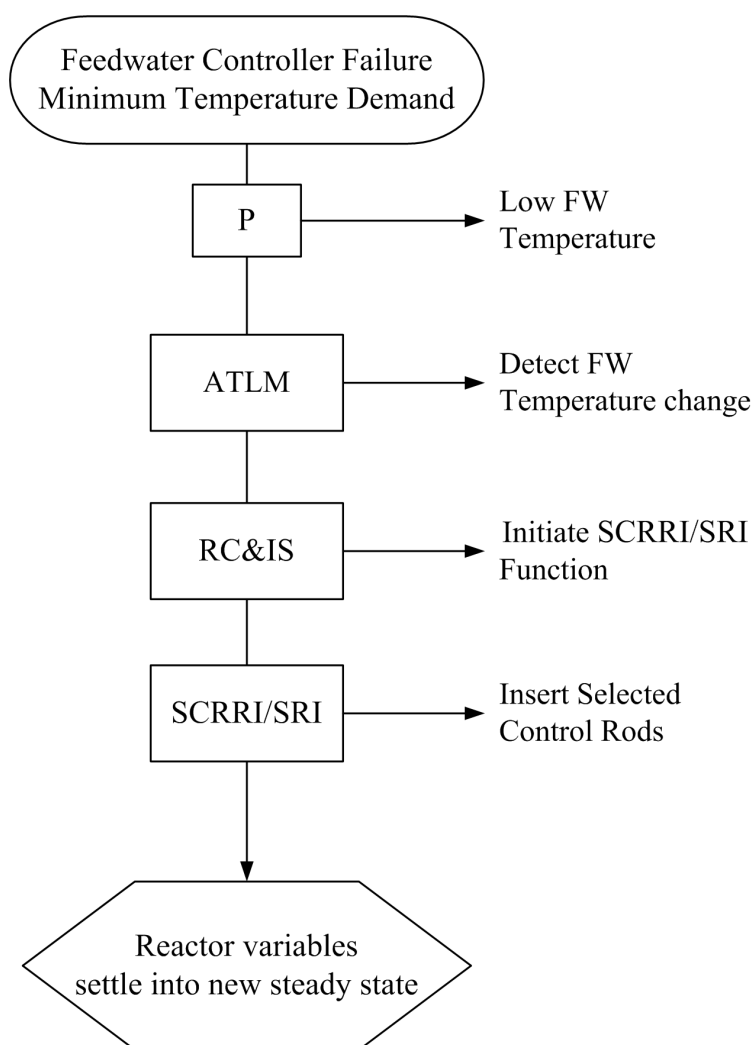 Feedwater Controller Failure
Minimum Temperature Demand
P
Low FW
Temperature
ATLM
Detect FW
Temperature change
RC&IS
Initiate SCRRI/SRI
Function
SCRRI/SRI
Insert Selected
Control Rods
Reactor variables
settle into new steady state